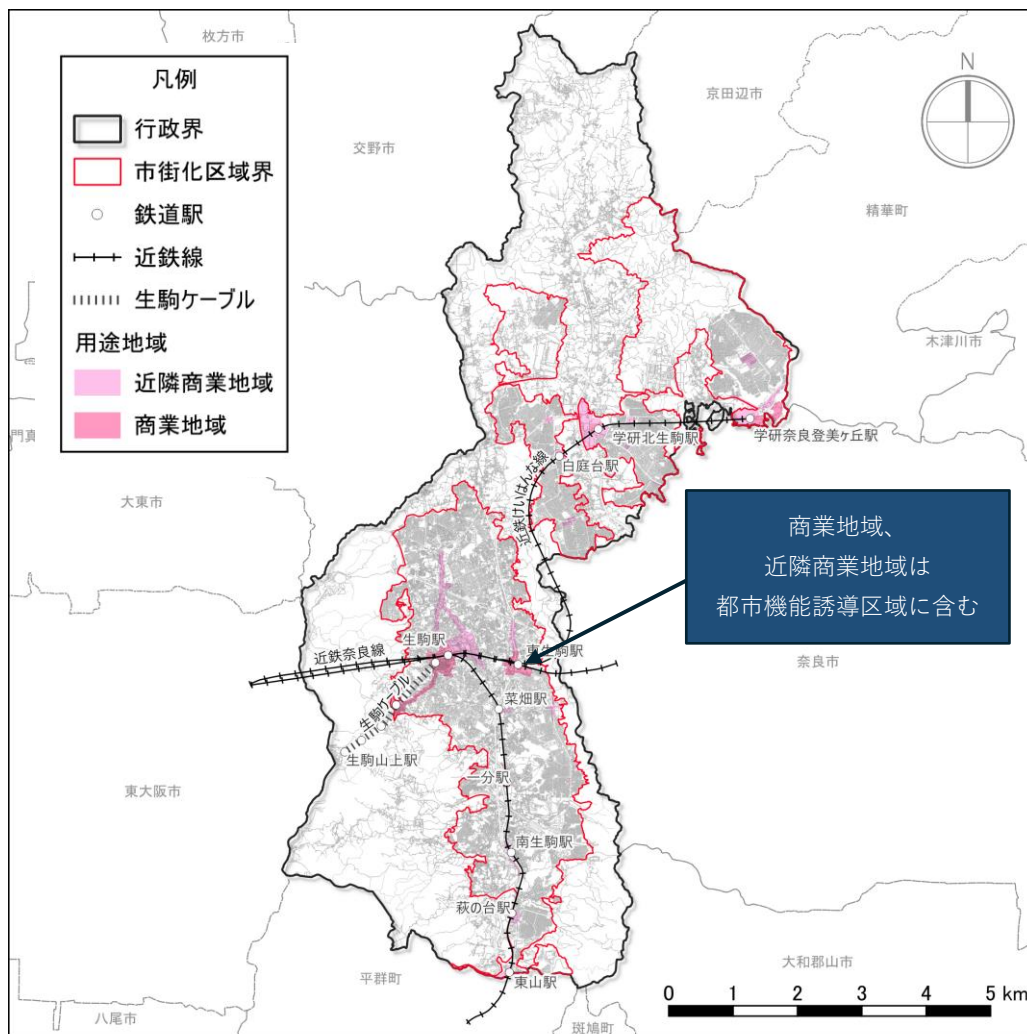 枚方市
凡例
行政界
市街化区域界
鉄道駅
近鉄線
生駒ケーブル
用途地域
近隣商業地域
商業地域
N
京田辺市
交野市
精華町
木津川市
門真
大東市
学研北生駒駅
学研奈良登美ヶ丘駅
白庭台駅
近鉄けいはんな線
商業地域、
近隣商業地域は
都市機能誘導区域に含む
生駒駅
東生駒駅
近鉄奈良線
奈良市
生駒ケーブル
菜畑駅
生駒山上駅
一分駅
東大阪市
南生駒駅
萩の台駅
平群町
東山駅
大和郡山市
八尾市
斑鳩町
0 1 2 3 4 5 km